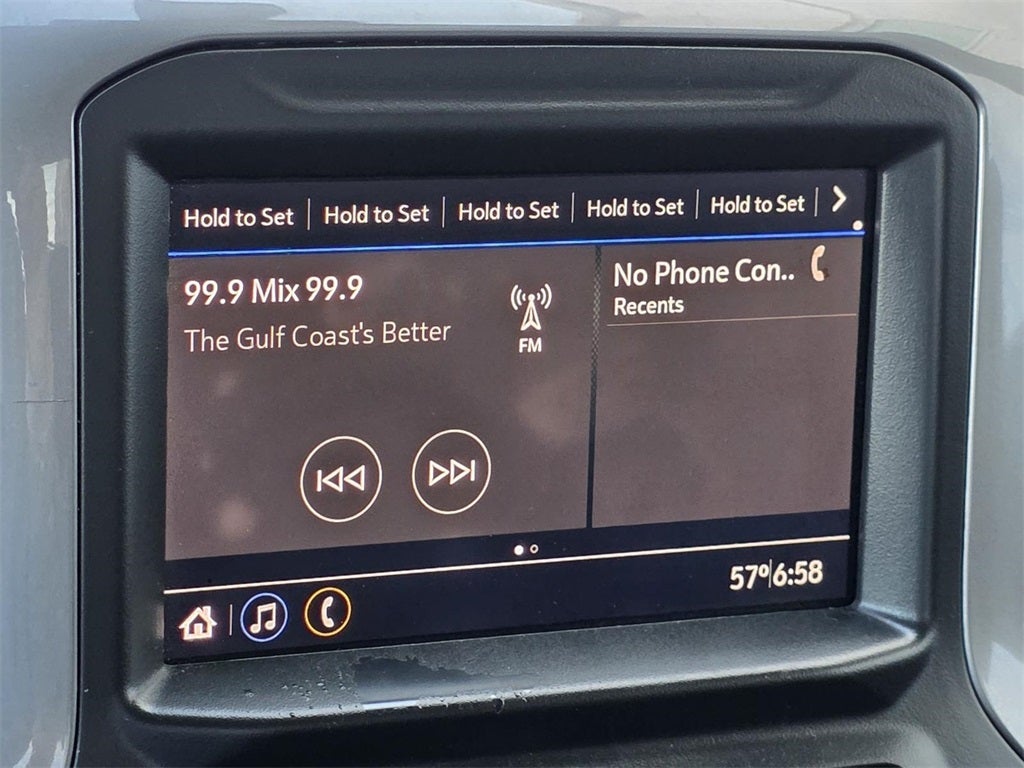 Hold to Set | Hold to Set | Hold to Set | Hold to Set | Hold to Set |
99.9 Mix 99.9
The Gulf Coast's Better
FM
No Phone Con..
Recents
57°|6:58